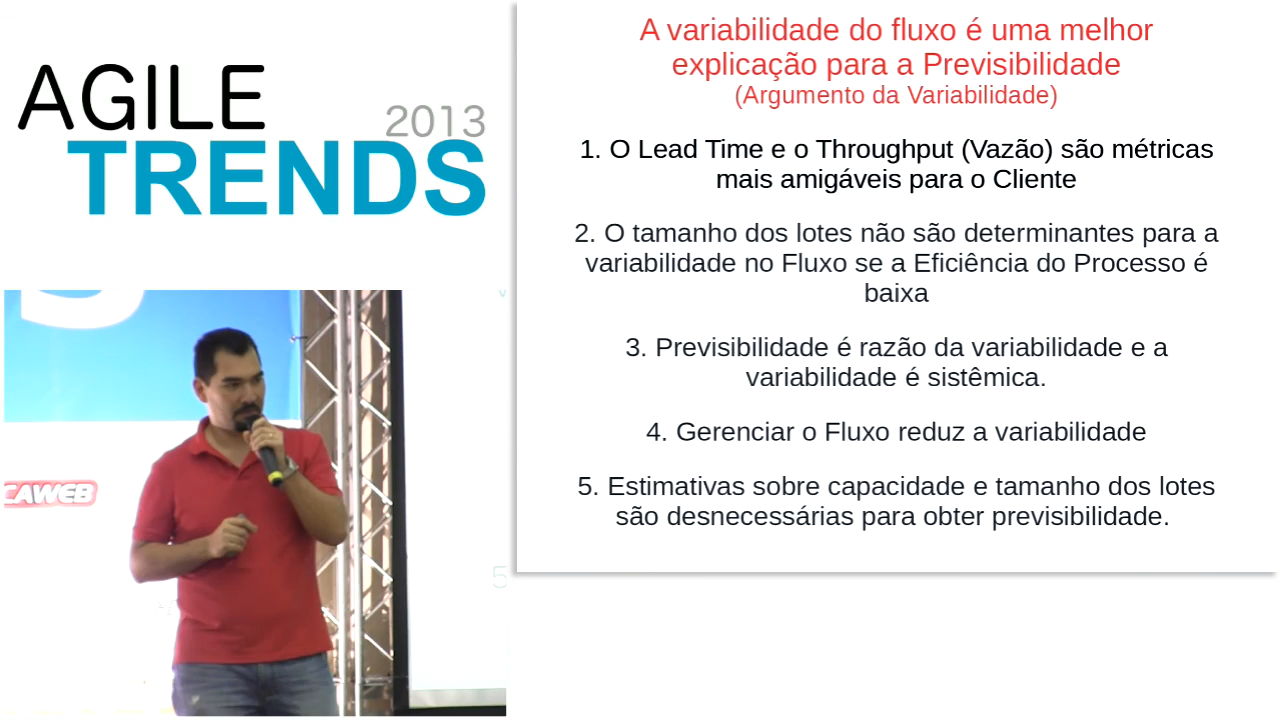 AGILE
2013
TRENDS
CAWEB
A variabilidade do fluxo é uma melhor
explicação para a Previsibilidade
(Argumento da Variabilidade)
1. O Lead Time e o Throughput (Vazão) são métricas
mais amigáveis para o Cliente
2. O tamanho dos lotes não são determinantes para a
variabilidade no Fluxo se a Eficiência do Processo é
baixa
3. Previsibilidade é razão da variabilidade e a
variabilidade é sistêmica.
4. Gerenciar o Fluxo reduz a variabilidade
5. Estimativas sobre capacidade e tamanho dos lotes
são desnecessárias para obter previsibilidade.